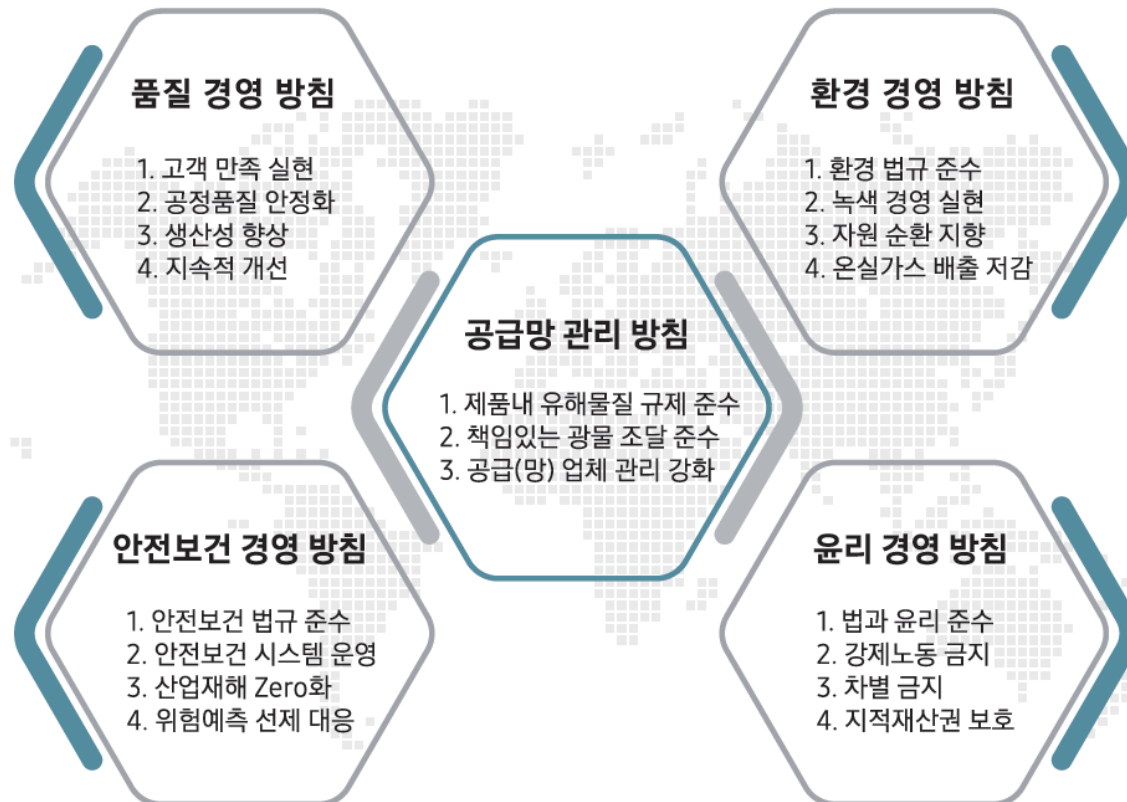 품질 경영 방침
1. 고객 만족 실현
2. 공정품질 안정화
3. 생산성 향상
4. 지속적 개선
환경 경영 방침
1. 환경 법규 준수
2. 녹색 경영 실현
3. 자원 순환 지향
4. 온실가스 배출 저감
공급망 관리 방침
1. 제품내 유해물질 규제 준수
2. 책임있는 광물 조달 준수
3. 공급(망) 업체 관리 강화
안전보건 경영 방침
1. 안전보건 법규 준수
2. 안전보건 시스템 운영
3. 산업재해 Zero화
4. 위험예측 선제 대응
윤리 경영 방침
1. 법과 윤리 준수
2. 강제노동 금지
3. 차별 금지
4. 지적재산권 보호